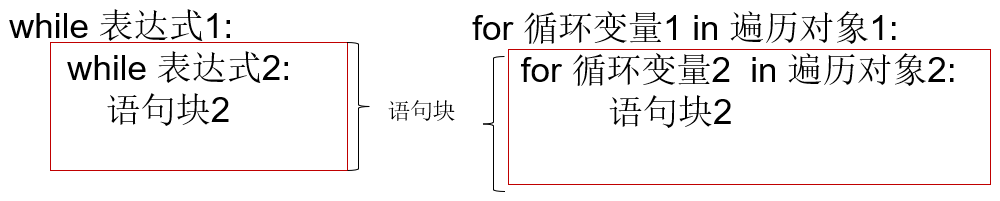 while 表达式1:
while 表达式2:
语句块2
语句块
for 循环变量1 in 遍历对象1:
for 循环变量2 in 遍历对象2:
语句块2